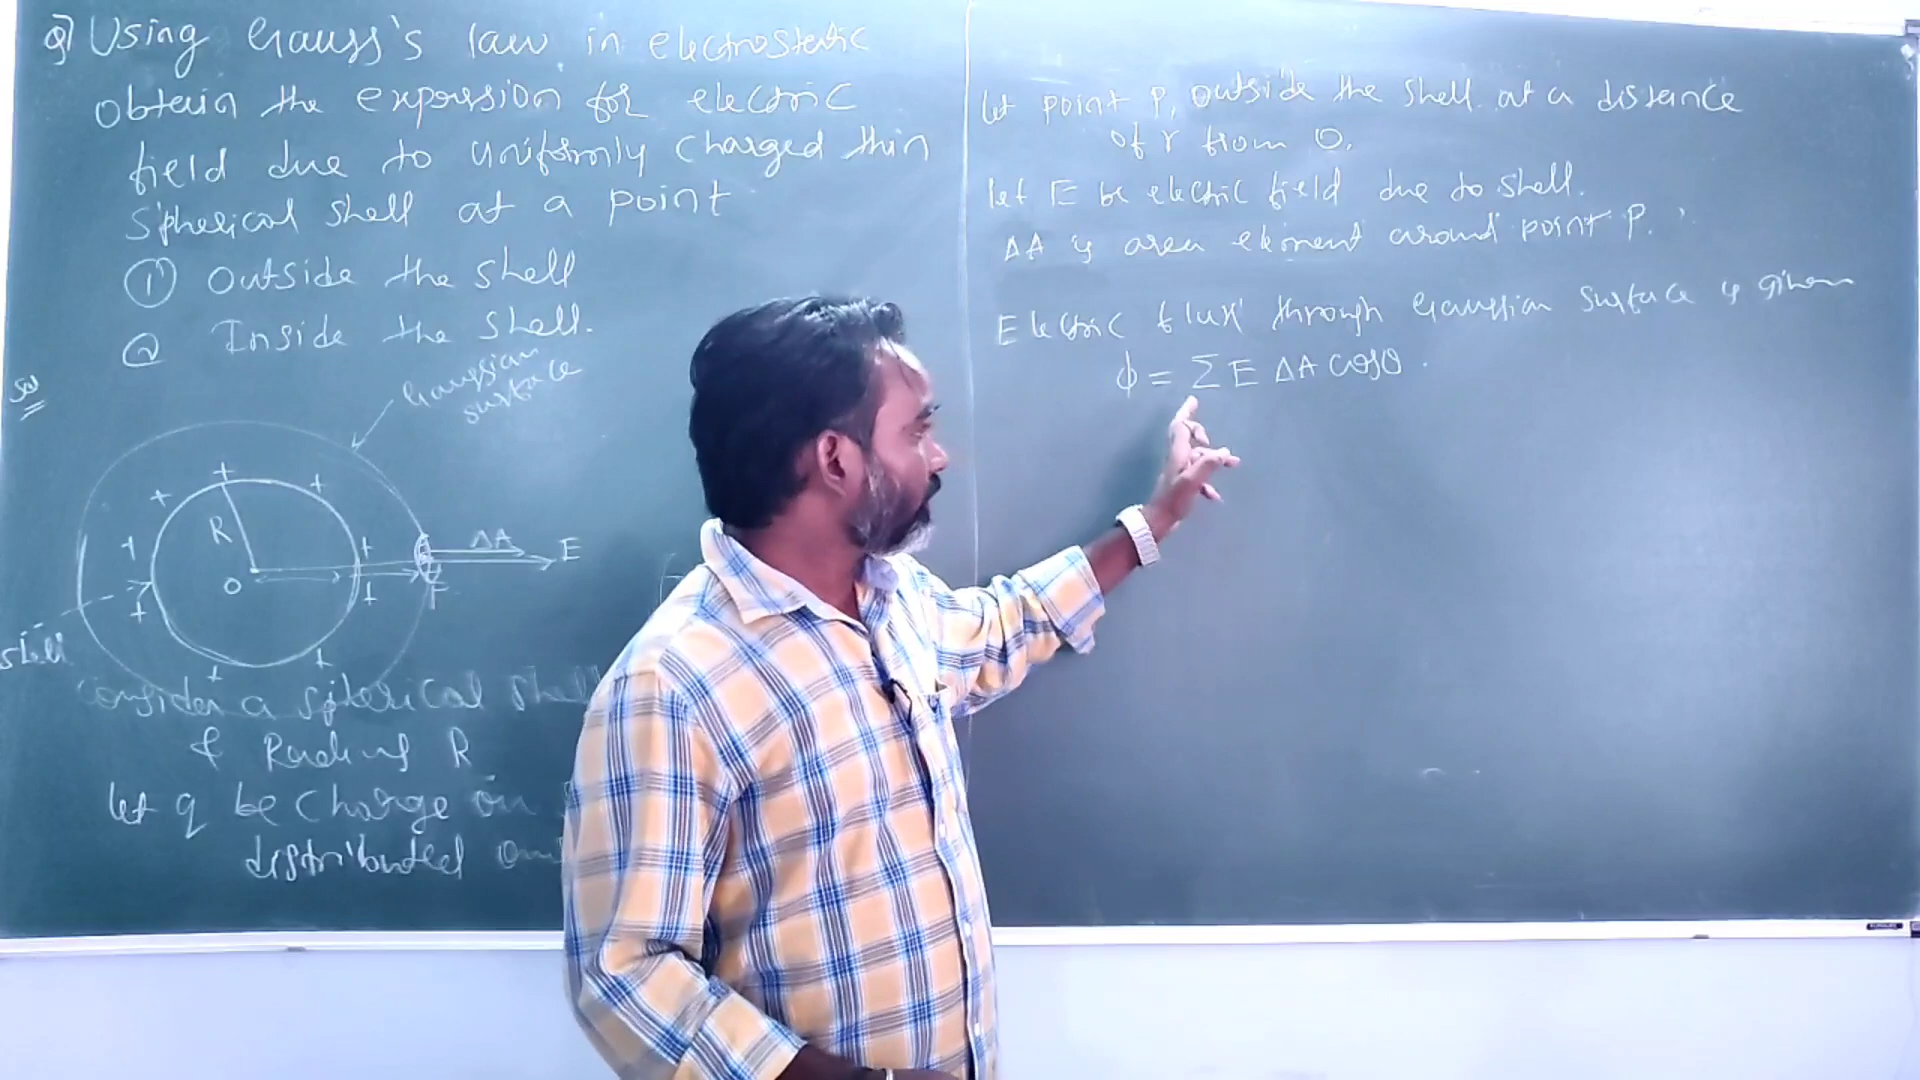 Q) Using Gauss's law in electrostatic
obtain the expression for electric
field due to uniformly charged thin
spherical shell at a point
① Outside the shell
② Inside the shell.
Sol
Gaussian
surface
+ + +
+ R + ΔA E
O
+ + P
shell + +
Consider a spherical shell
of Radius R
let q be charge on
distributed
let point P, outside the shell at a distance
of r from O.
let E be electric field due to shell.
ΔA is area element around point P.
Electric flux through Gaussian surface is given
ϕ = Σ E ΔA cosθ.